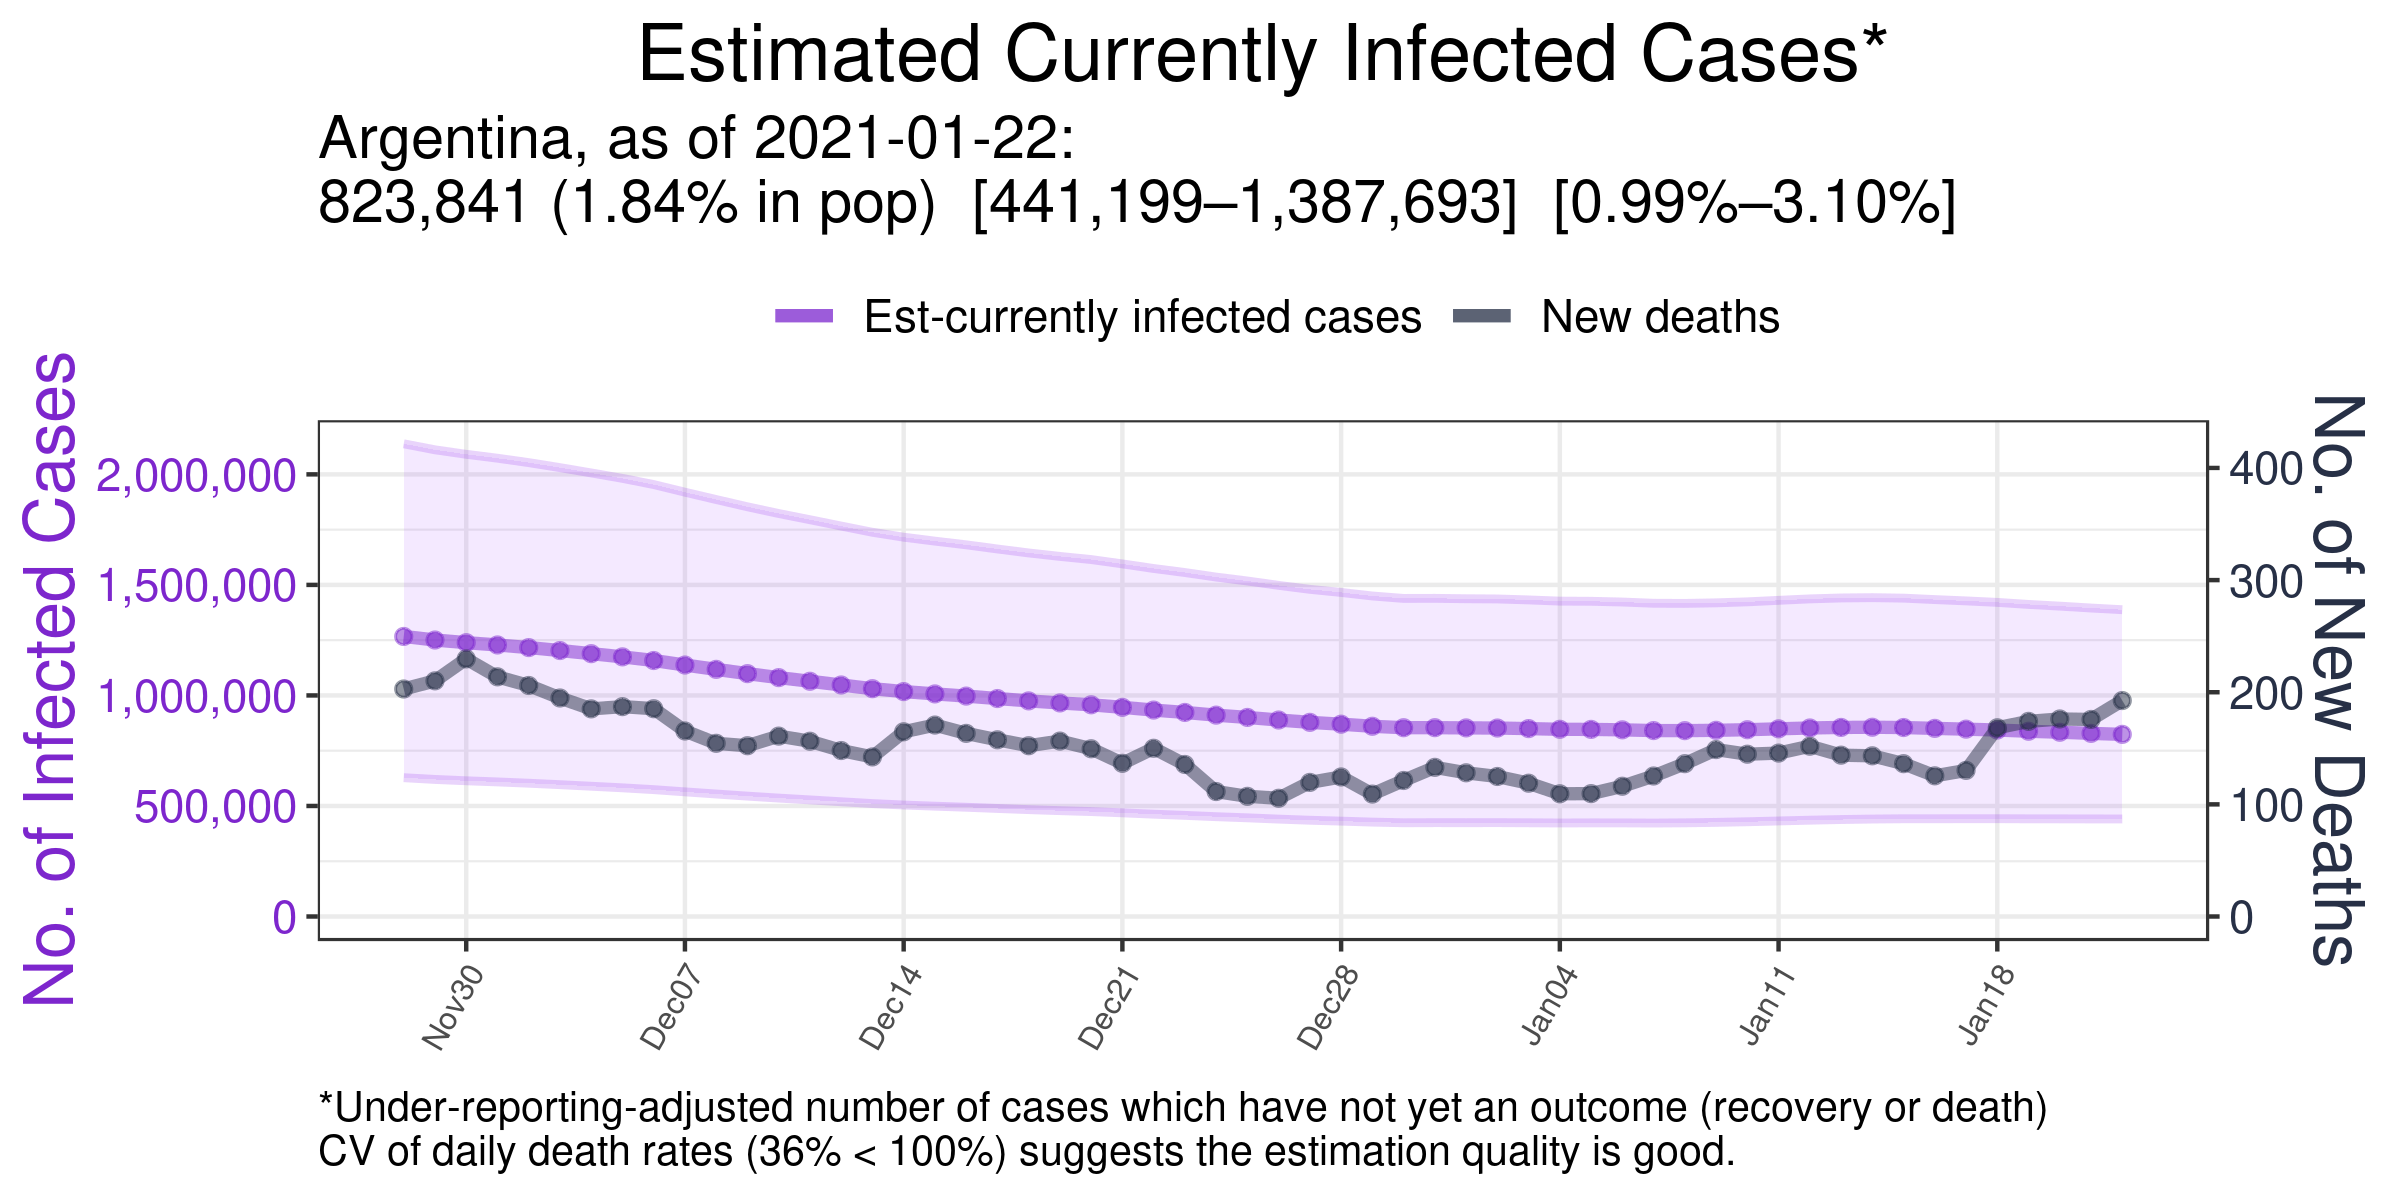 Estimated Currently Infected Cases*
Argentina, as of 2021-01-22:
823,841 (1.84% in pop)  [441,199–1,387,693]  [0.99%–3.10%]
Est-currently infected cases
New deaths
No. of Infected Cases
2,000,000
1,500,000
1,000,000
500,000
0
400
300
200
100
0
No. of New Deaths
Nov30
Dec07
Dec14
Dec21
Dec28
Jan04
Jan11
Jan18
*Under-reporting-adjusted number of cases which have not yet an outcome (recovery or death)
CV of daily death rates (36% < 100%) suggests the estimation quality is good.